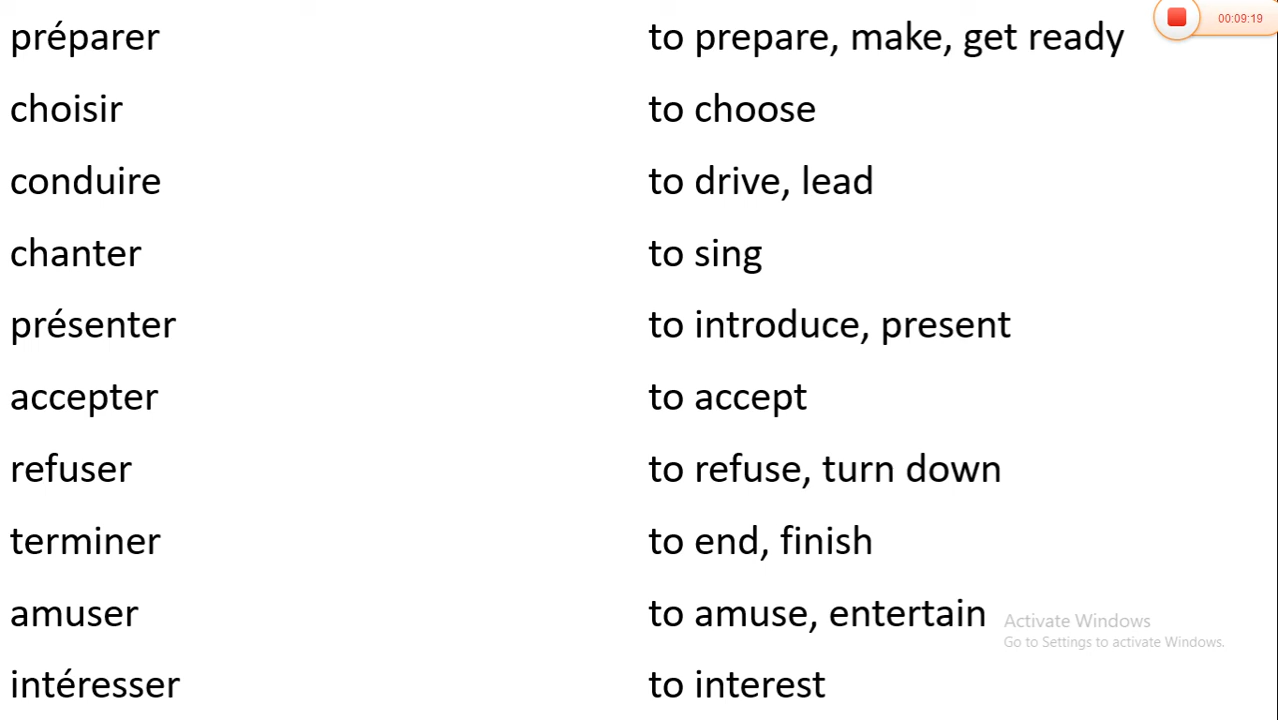 00:09:19
préparer to prepare, make, get ready
choisir to choose
conduire to drive, lead
chanter to sing
présenter to introduce, present
accepter to accept
refuser to refuse, turn down
terminer to end, finish
amuser to amuse, entertain
Activate Windows
Go to Settings to activate Windows.
intéresser to interest